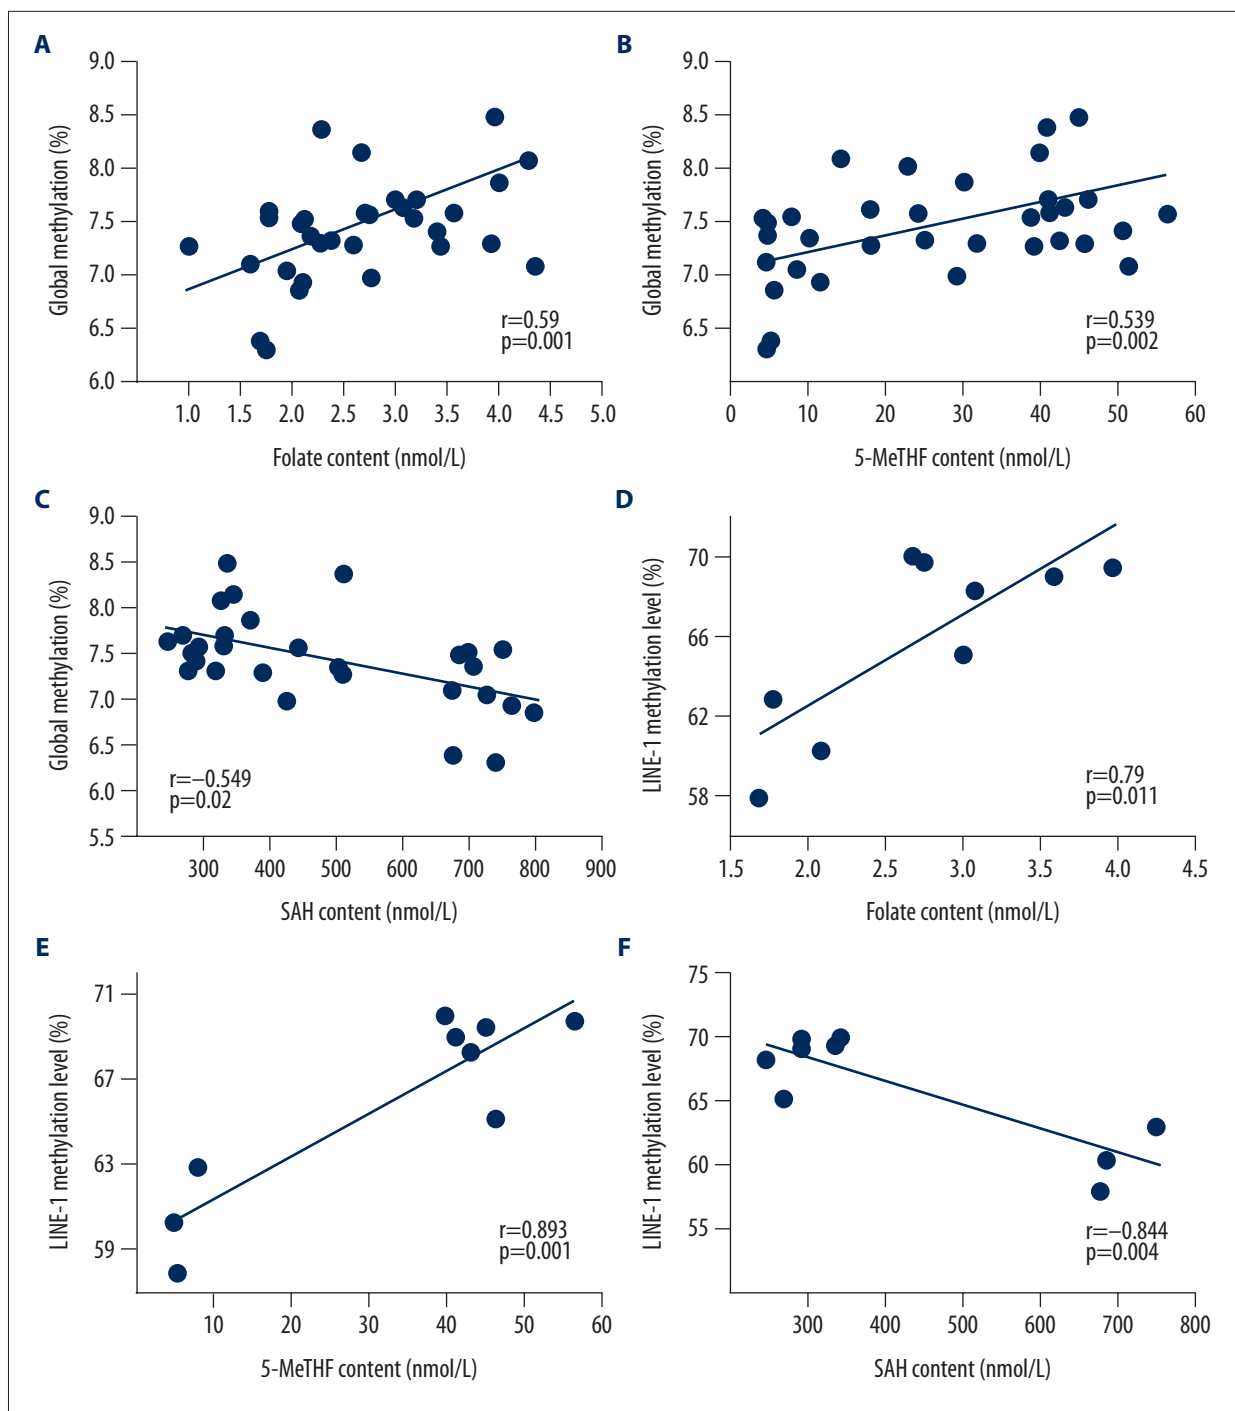 A
Global methylation (%)
9.0
8.5
8.0
7.5
7.0
6.5
6.0
r=0.59
p=0.001
1.0 1.5 2.0 2.5 3.0 3.5 4.0 4.5 5.0
Folate content (nmol/L)
B
Global methylation (%)
9.0
8.5
8.0
7.5
7.0
6.5
r=0.539
p=0.002
0 10 20 30 40 50 60
5-MeTHF content (nmol/L)
C
Global methylation (%)
9.0
8.5
8.0
7.5
7.0
6.5
6.0
5.5
r=−0.549
p=0.02
300 400 500 600 700 800 900
SAH content (nmol/L)
D
LINE-1 methylation level (%)
70
66
62
58
r=0.79
p=0.011
1.5 2.0 2.5 3.0 3.5 4.0 4.5
Folate content (nmol/L)
E
LINE-1 methylation level (%)
71
67
63
59
r=0.893
p=0.001
10 20 30 40 50 60
5-MeTHF content (nmol/L)
F
LINE-1 methylation level (%)
75
70
65
60
55
r=−0.844
p=0.004
300 400 500 600 700 800
SAH content (nmol/L)